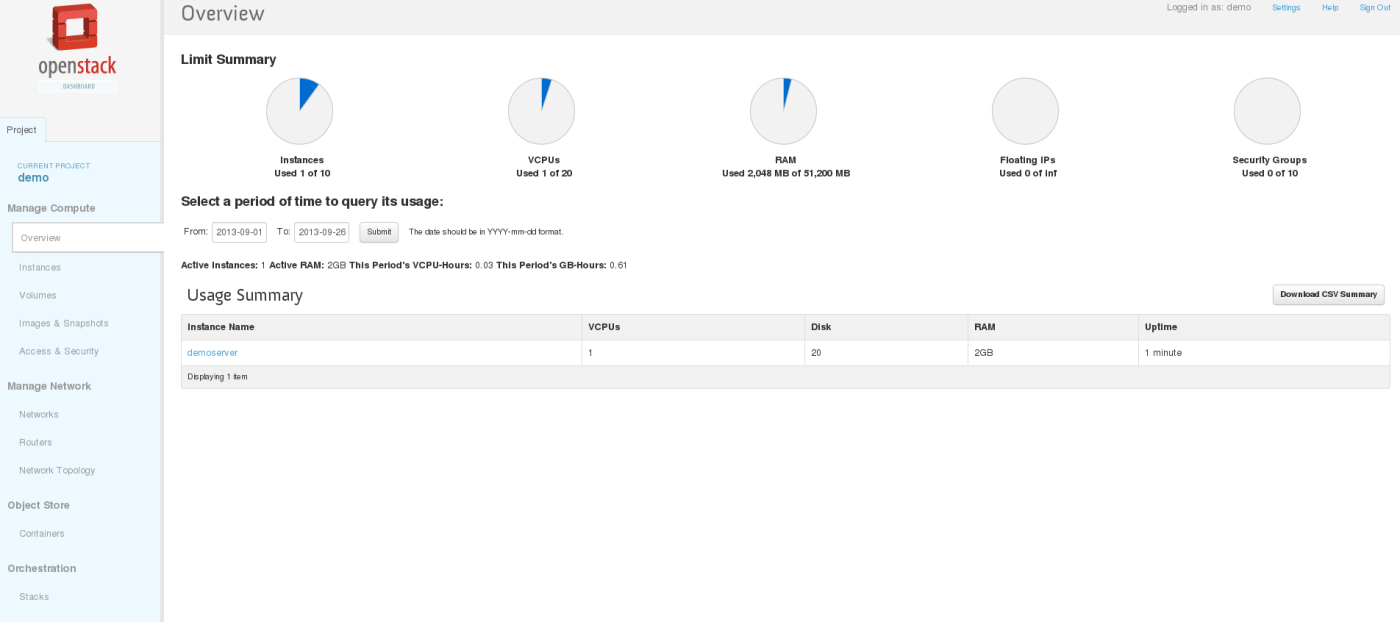 openstack
DASHBOARD
Project
CURRENT PROJECT
demo
Manage Compute
Overview
Instances
Volumes
Images & Snapshots
Access & Security
Manage Network
Networks
Routers
Network Topology
Object Store
Containers
Orchestration
Stacks
Overview
Logged in as: demo Settings Help Sign Out
Limit Summary
Instances
Used 1 of 10
VCPUs
Used 1 of 20
RAM
Used 2,048 MB of 51,200 MB
Floating IPs
Used 0 of Inf
Security Groups
Used 0 of 10
Select a period of time to query its usage:
From: 2013-09-01 To: 2013-09-26 Submit The date should be in YYYY-mm-dd format.
Active Instances: 1 Active RAM: 2GB This Period's VCPU-Hours: 0.03 This Period's GB-Hours: 0.61
Usage Summary Download CSV Summary
Instance Name VCPUs Disk RAM Uptime
demoserver 1 20 2GB 1 minute
Displaying 1 item